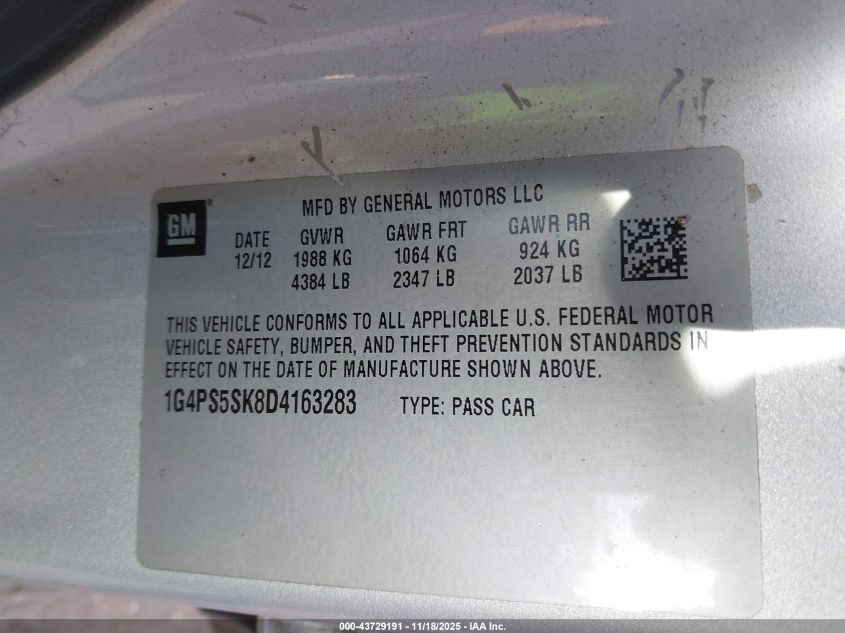 MFD BY GENERAL MOTORS LLC
GM®
DATE GVWR GAWR FRT GAWR RR
12/12 1988 KG 1064 KG 924 KG
4384 LB 2347 LB 2037 LB
THIS VEHICLE CONFORMS TO ALL APPLICABLE U.S. FEDERAL MOTOR
VEHICLE SAFETY, BUMPER, AND THEFT PREVENTION STANDARDS IN
EFFECT ON THE DATE OF MANUFACTURE SHOWN ABOVE.
1G4PS5SK8D4163283 TYPE: PASS CAR
000-43729191 - 11/18/2025 - IAA Inc.